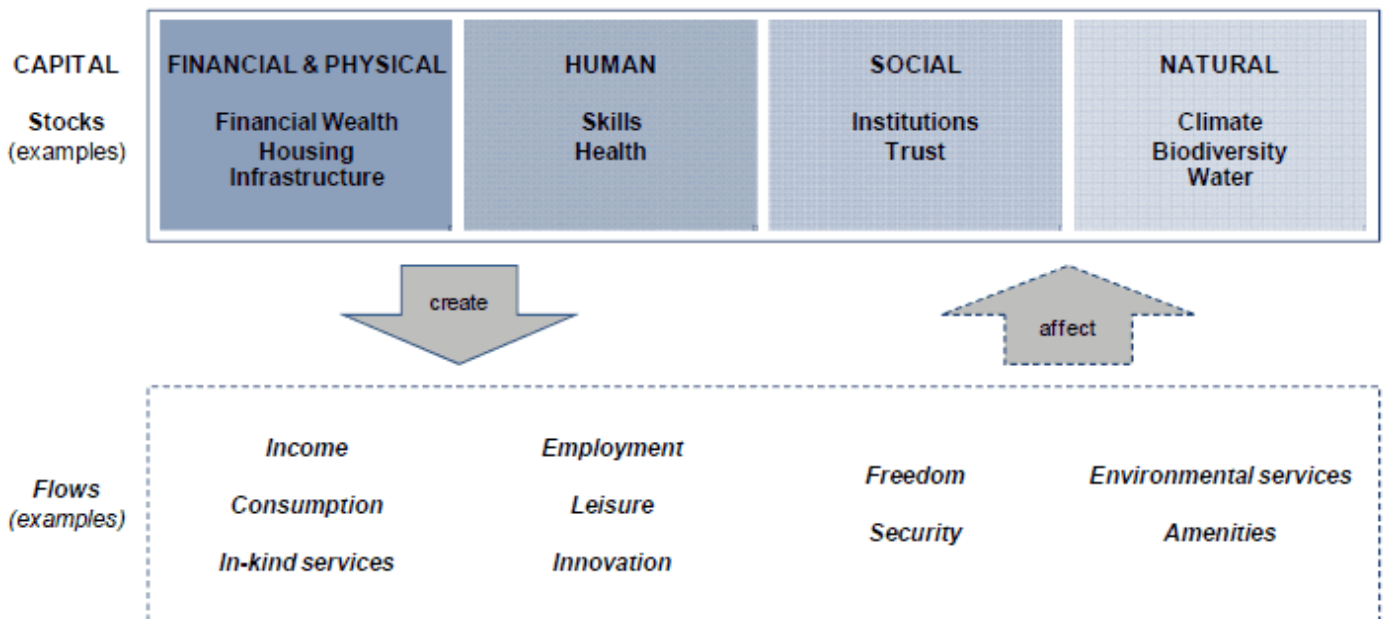 CAPITAL
FINANCIAL & PHYSICAL
HUMAN
SOCIAL
NATURAL
Stocks
(examples)
Financial Wealth
Housing
Infrastructure
Skills
Health
Institutions
Trust
Climate
Biodiversity
Water
create
affect
Flows
(examples)
Income
Consumption
In-kind services
Employment
Leisure
Innovation
Freedom
Security
Environmental services
Amenities